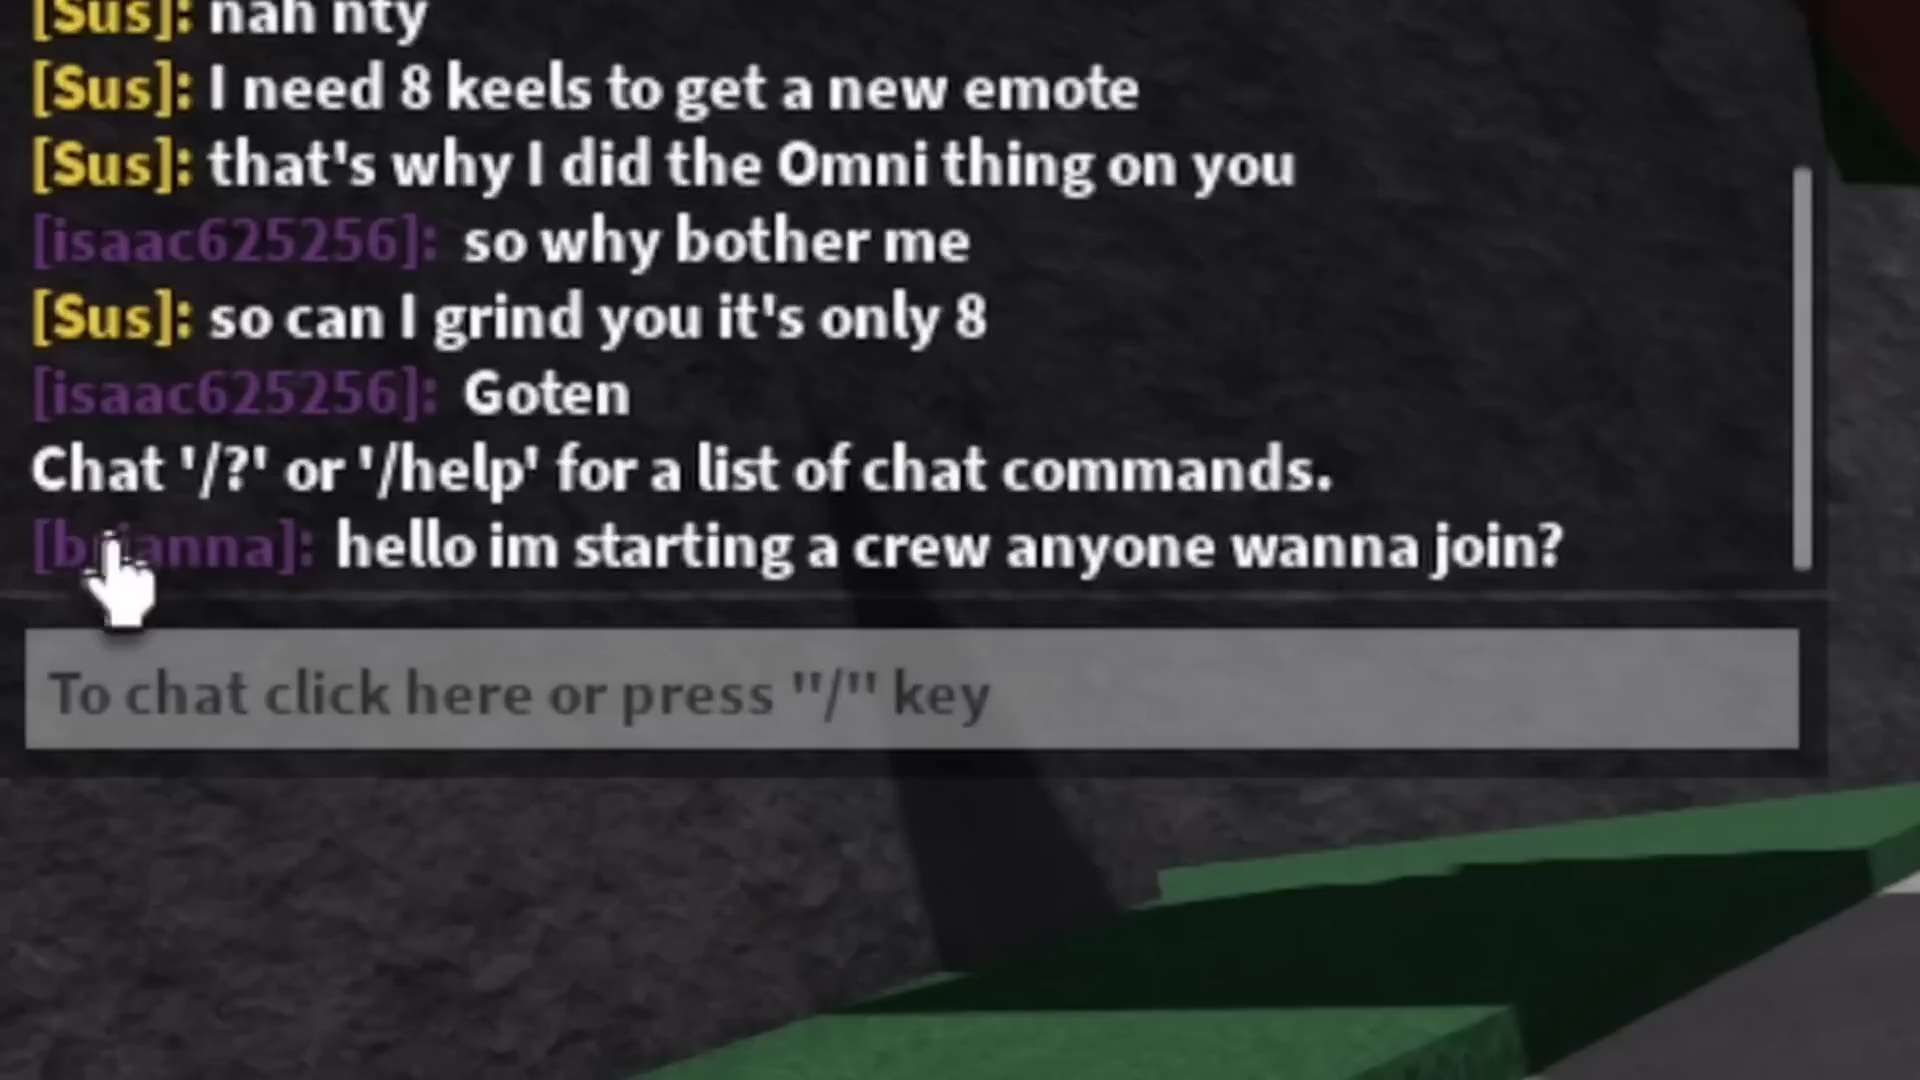 [Sus]: nah nty
[Sus]: I need 8 keels to get a new emote
[Sus]: that's why I did the Omni thing on you
[isaac625256]: so why bother me
[Sus]: so can I grind you it's only 8
[isaac625256]: Goten
Chat '/?' or '/help' for a list of chat commands.
[brianna]: hello im starting a crew anyone wanna join?
To chat click here or press "/" key